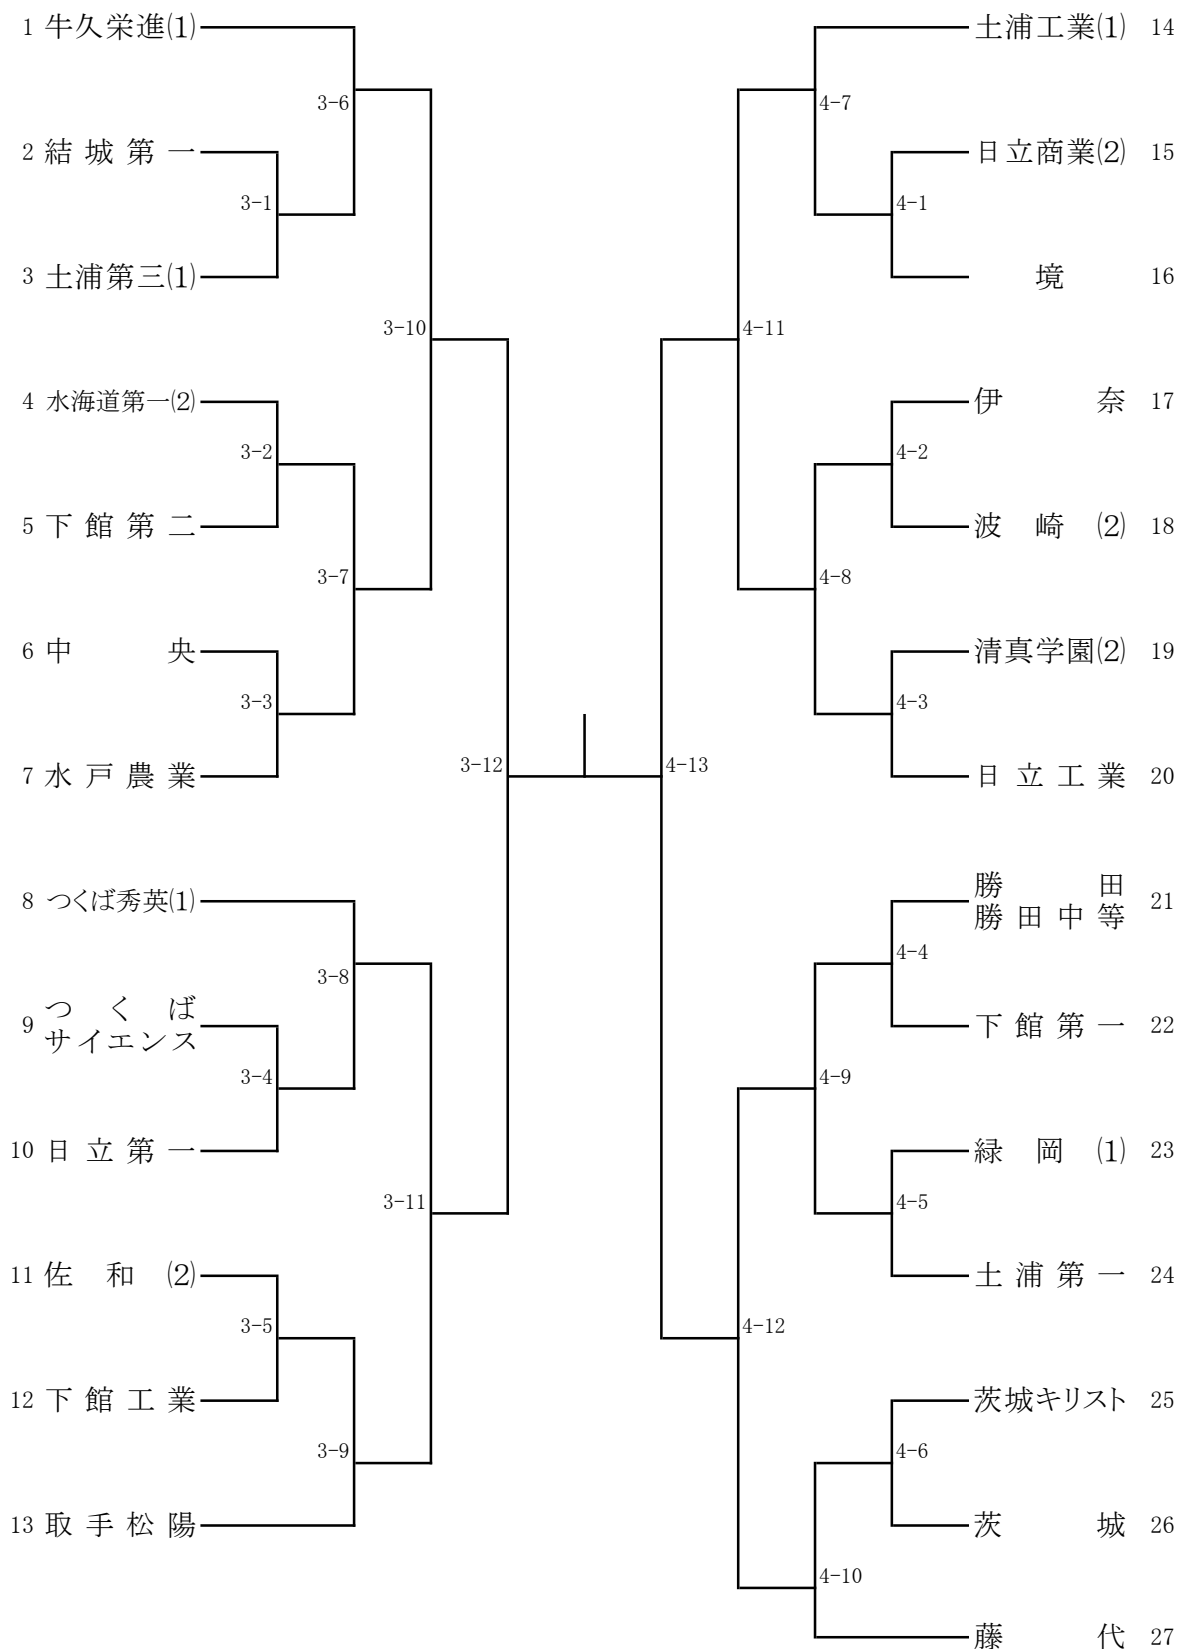 1 牛久栄進(1)
3-6
2 結城第一
3-1
3 土浦第三(1)
3-10
4 水海道第一(2)
3-2
5 下館第二
3-7
6 中央
3-3
7 水戸農業
3-12
8 つくば秀英(1)
3-8
9 つくば
サイエンス
3-4
10 日立第一
3-11
11 佐和(2)
3-5
12 下館工業
3-9
13 取手松陽
土浦工業(1) 14
4-7
日立商業(2) 15
4-1
境 16
4-11
伊奈 17
4-2
波崎(2) 18
4-8
清真学園(2) 19
4-3
4-13
日立工業 20
勝田
勝田中等 21
4-4
下館第一 22
4-9
緑岡(1) 23
4-5
土浦第一 24
4-12
茨城キリスト 25
4-6
茨城 26
4-10
藤代 27